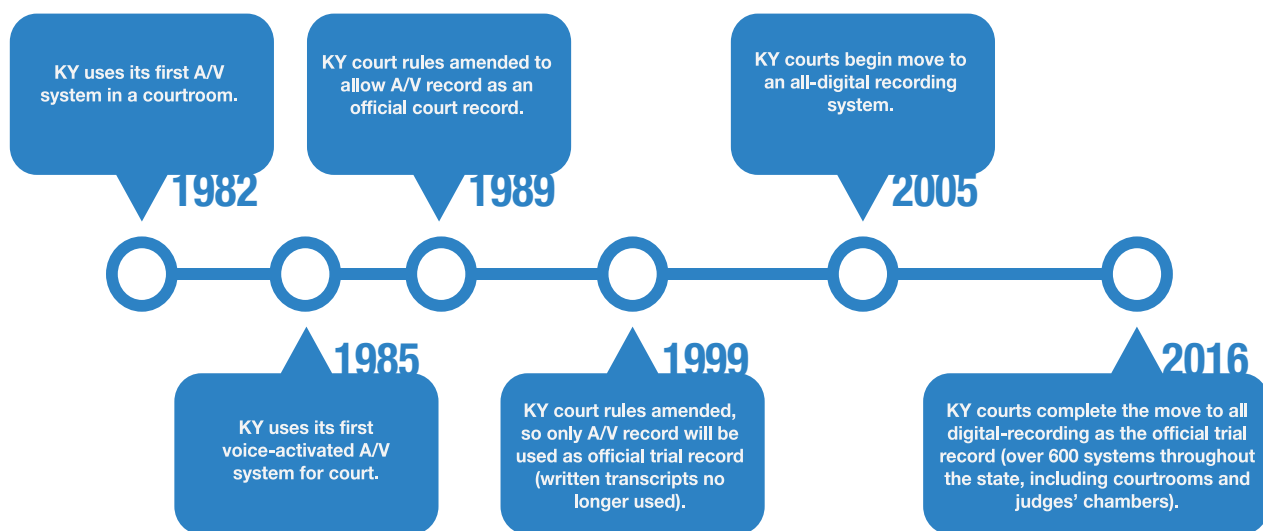 KY uses its first A/V
system in a courtroom.
1982
KY court rules amended to
allow A/V record as an
official court record.
1989
KY courts begin move to
an all-digital recording
system.
2005
1985
KY uses its first
voice-activated A/V
system for court.
1999
KY court rules amended,
so only A/V record will be
used as official trial record
(written transcripts no
longer used).
2016
KY courts complete the move to all
digital-recording as the official trial
record (over 600 systems throughout
the state, including courtrooms and
judges’ chambers).